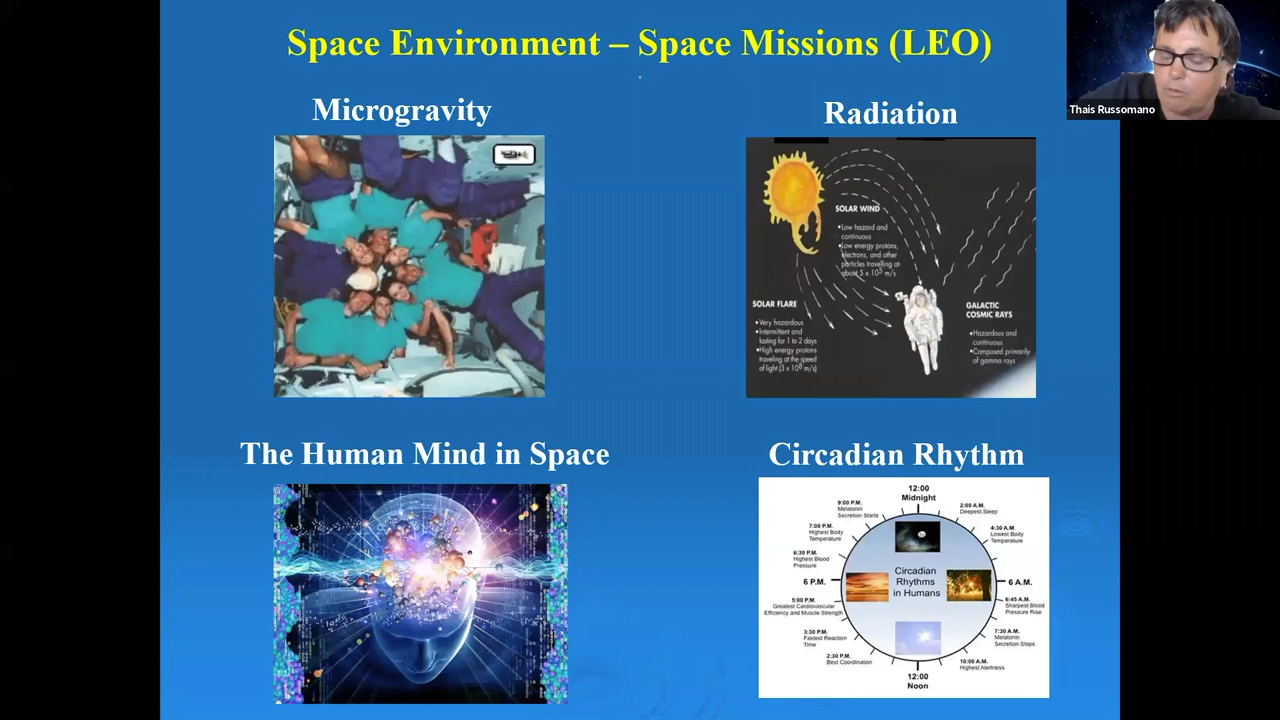 Space Environment – Space Missions (LEO)
Thais Russomano
Microgravity
Radiation
SOLAR WIND
•Low hazard and
continuous
•Low energy protons,
electrons, and other
particles travelling at
about 5 x 10⁵ m/s
SOLAR FLARE
•Very hazardous
•Intermittent and
lasting for 1 to 2 days
•High energy protons
traveling at the speed
of light (3 x 10⁸ m/s)
GALACTIC
COSMIC RAYS
•Hazardous and
continuous
•Composed primarily
of gamma rays
The Human Mind in Space
Circadian Rhythm
12:00
Midnight
9:00 P.M.
Melatonin
Secretion Starts
2:00 A.M.
Deepest Sleep
7:00 P.M.
Highest Body
Temperature
4:30 A.M.
Lowest Body
Temperature
6:30 P.M.
Highest Blood
Pressure
Circadian
Rhythms
in Humans
6 P.M.
6 A.M.
5:00 P.M.
Greatest Cardiovascular
Efficiency and Muscle Strength
6:45 A.M.
Sharpest Blood
Pressure Rise
3:30 P.M.
Fastest Reaction
Time
7:30 A.M.
Melatonin
Secretion Stops
2:30 P.M.
Best Coordination
10:00 A.M.
Highest Alertness
12:00
Noon